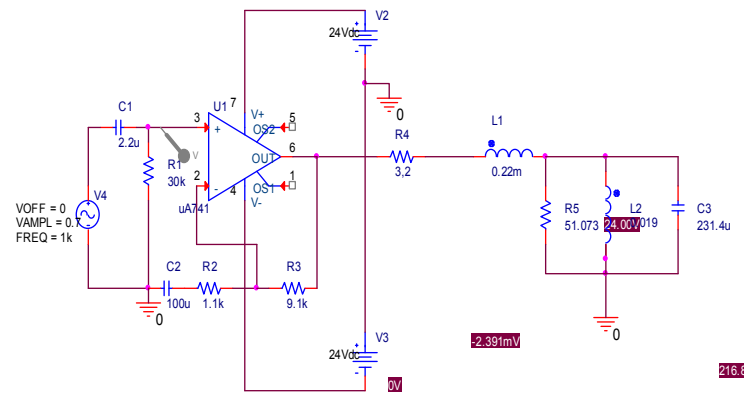 V2
24Vdc
0
U1
7
V+
5
OS2
3
+
C1
2.2u
V
R1
30k
OUT
6
2
-
OS1
1
4
V-
uA741
R4
3,2
L1
0.22m
V4
VOFF = 0
VAMPL = 0.7
FREQ = 1k
R5
51.073
L2
24.00V
019
C3
231.4u
C2
100u
R2
1.1k
R3
9.1k
0
0
V3
24Vdc
0V
-2.391mV
216.8